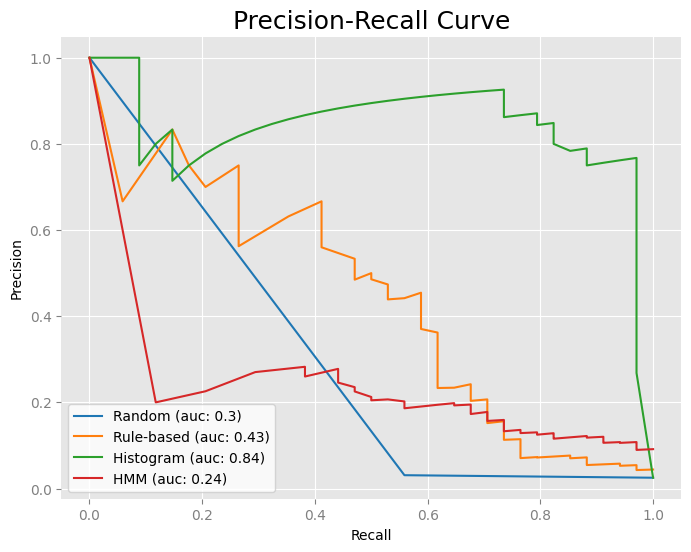 Precision-Recall Curve
Precision
1.0
0.8
0.6
0.4
0.2
0.0
Random (auc: 0.3)
Rule-based (auc: 0.43)
Histogram (auc: 0.84)
HMM (auc: 0.24)
0.0 0.2 0.4 0.6 0.8 1.0
Recall